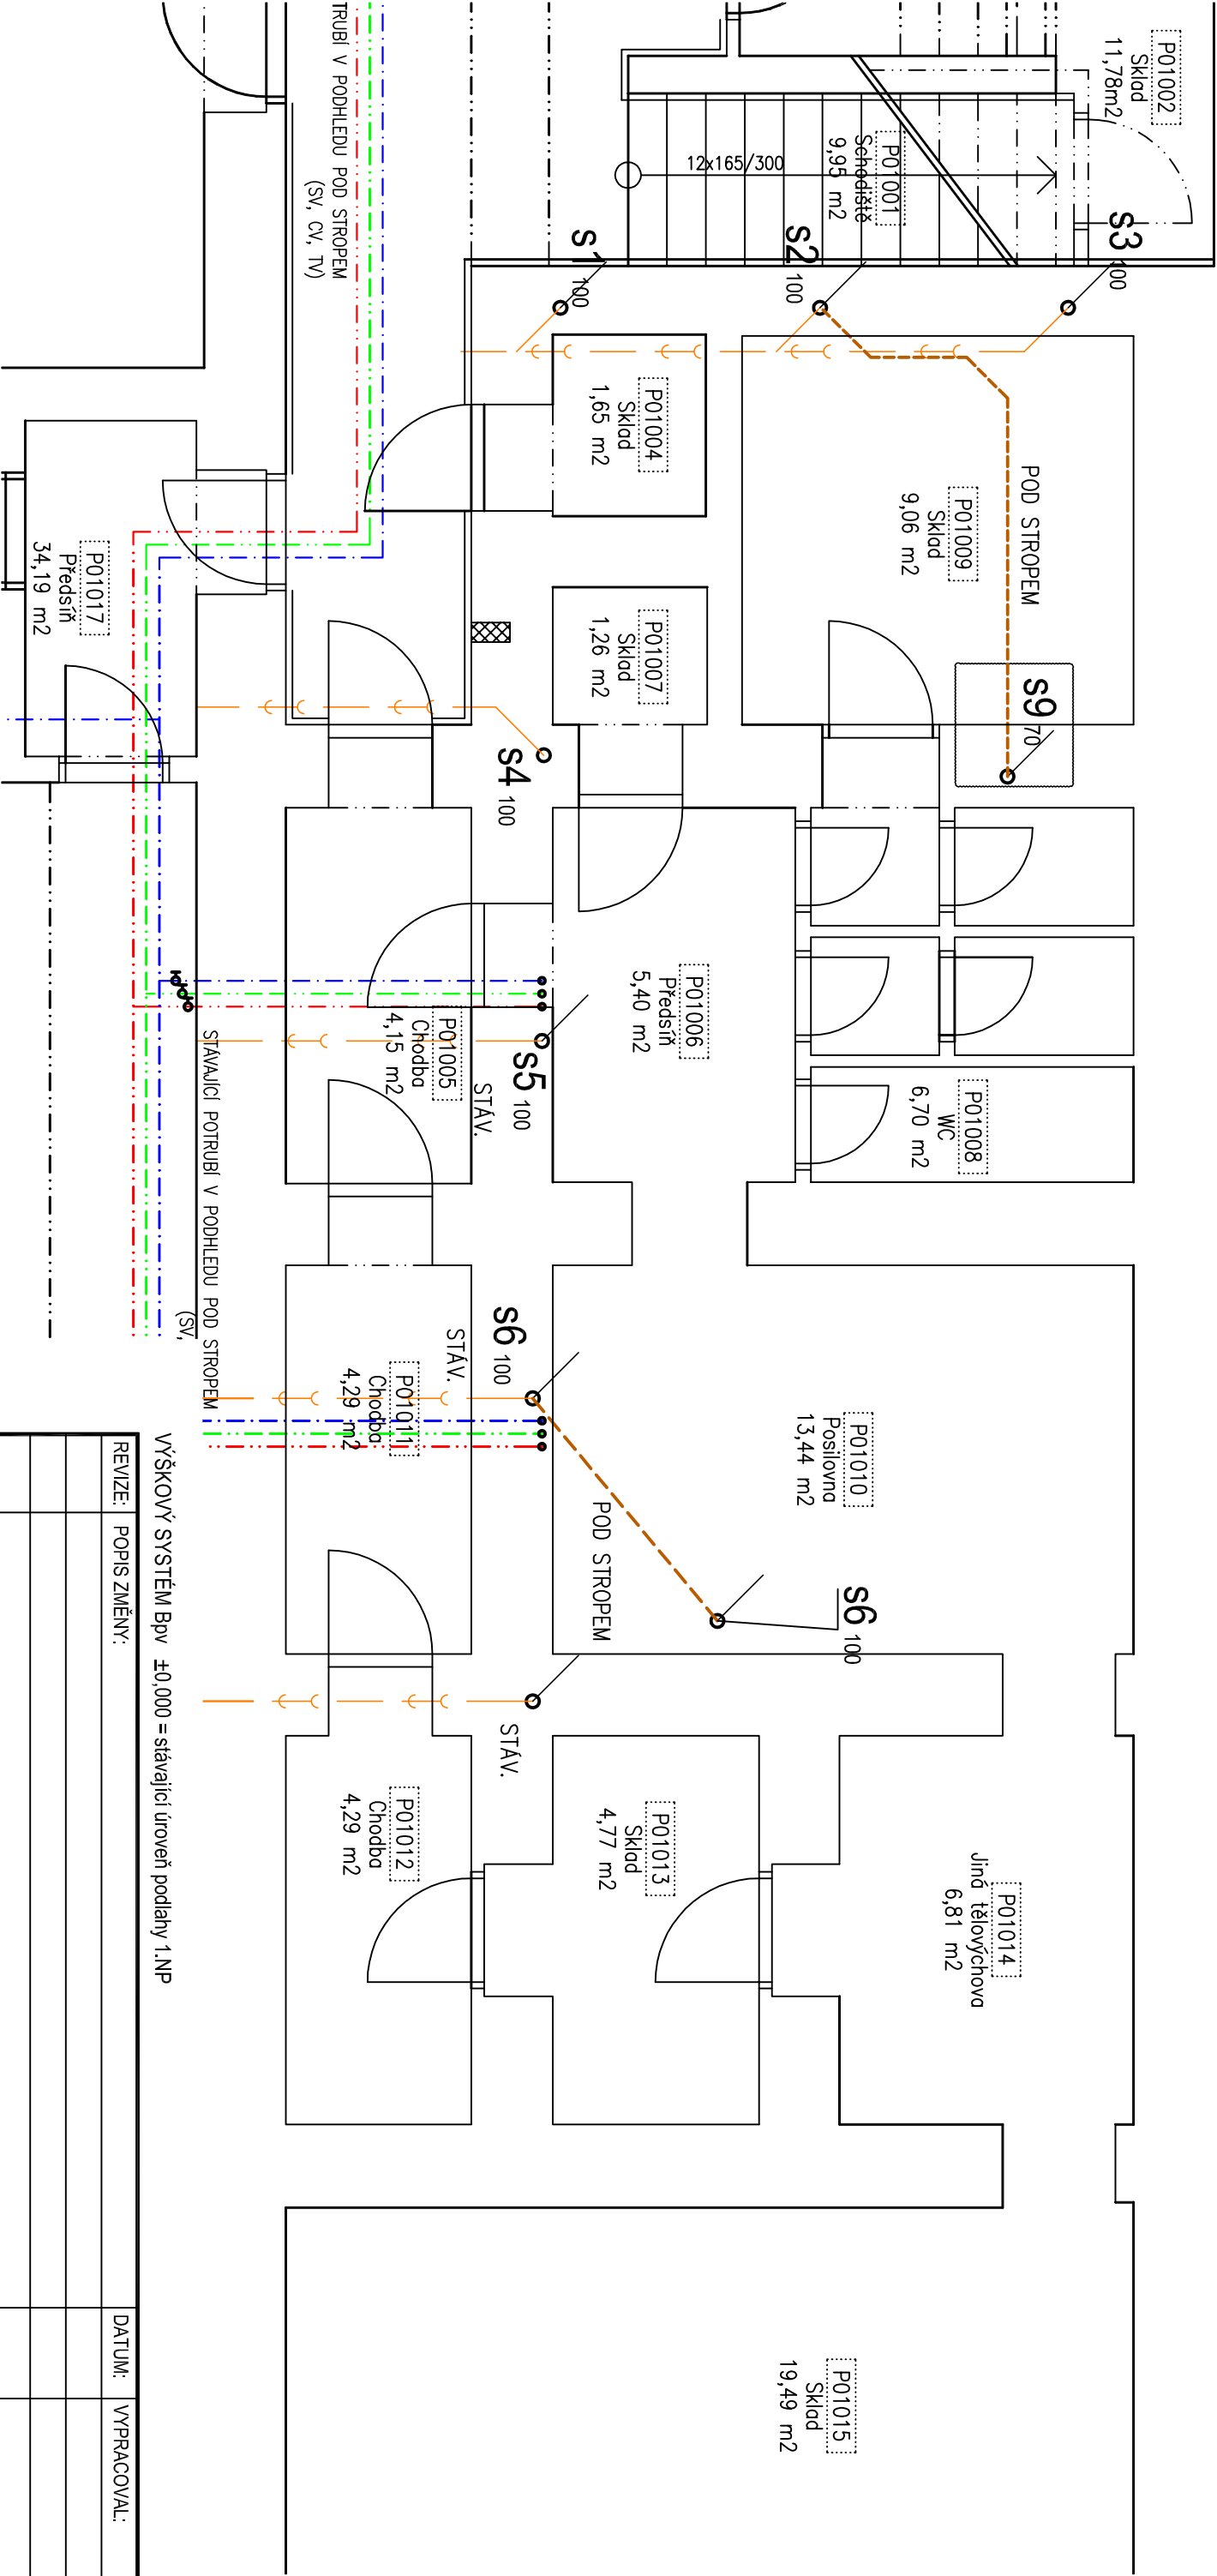 P01002
Sklad
11,78m2
P01001
Schodiště
9,95 m2
12x165/300
s3 100
s2 100
s1 100
TRUBÍ V PODHLEDU POD STROPEM
(SV, CV, TV)
P01004
Sklad
1,65 m2
P01009
Sklad
9,06 m2
POD STROPEM
P01007
Sklad
1,26 m2
P01017
Předsíň
34,19 m2
s9 70
s4 100
P01006
Předsíň
5,40 m2
P01005
Chodba
4,15 m2
s5 100
STÁV.
P01008
WC
6,70 m2
STÁVAJÍCÍ POTRUBÍ V PODHLEDU POD STROPEM
(SV,
s6 100
STÁV.
P01011
Chodba
4,29 m2
P01010
Posilovna
13,44 m2
POD STROPEM
s6 100
STÁV.
P01012
Chodba
4,29 m2
P01013
Sklad
4,77 m2
P01014
Jiná tělovýchova
6,81 m2
P01015
Sklad
19,49 m2
VÝŠKOVÝ SYSTÉM Bpv ±0,000 = stávající úroveň podlahy 1.NP
REVIZE: POPIS ZMĚNY: DATUM: VYPRACOVAL: